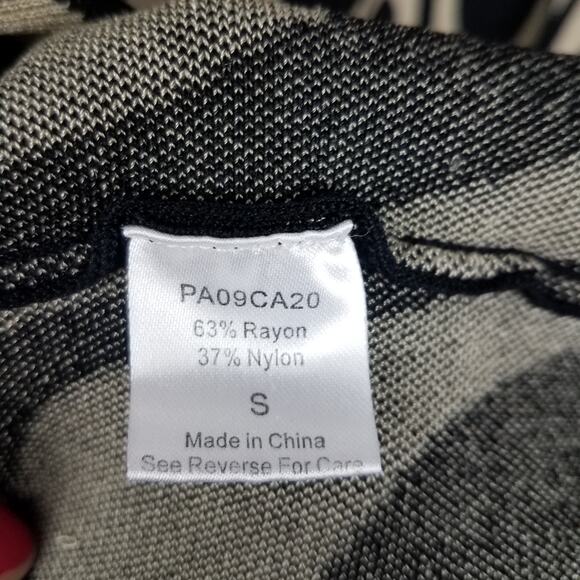 PA09CA20
63% Rayon
37% Nylon
S
Made in China
See Reverse For Care